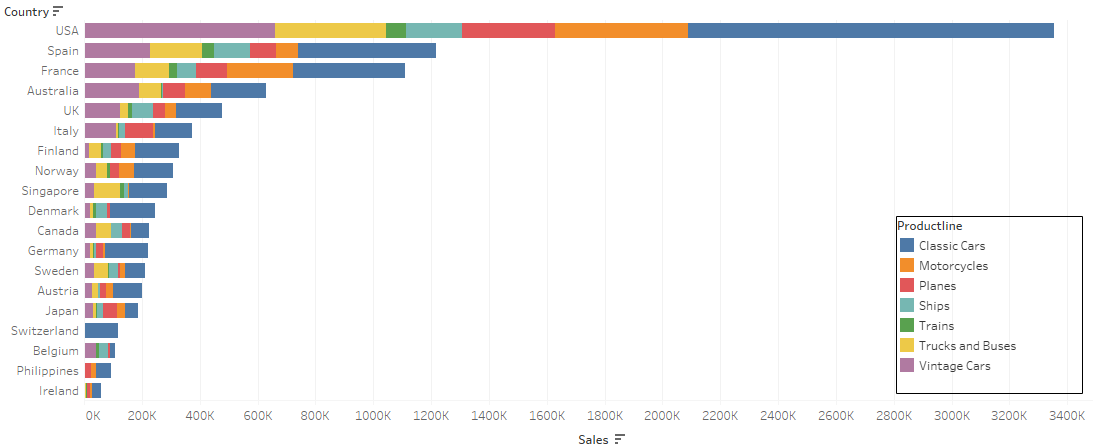 Country
USA
Spain
France
Australia
UK
Italy
Finland
Norway
Singapore
Denmark
Canada
Germany
Sweden
Austria
Japan
Switzerland
Belgium
Philippines
Ireland
Productline
Classic Cars
Motorcycles
Planes
Ships
Trains
Trucks and Buses
Vintage Cars
0K 200K 400K 600K 800K 1000K 1200K 1400K 1600K 1800K 2000K 2200K 2400K 2600K 2800K 3000K 3200K 3400K
Sales